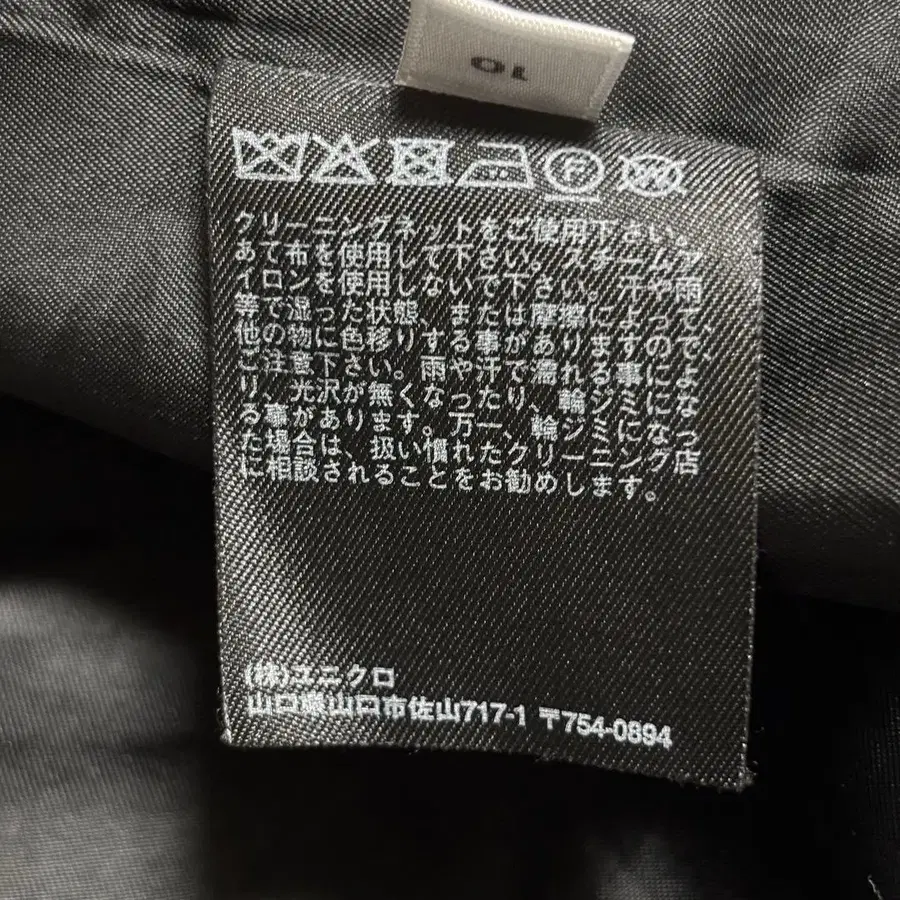 10
F
W
クリーニングネットをご使用下さい。
あて布を使用して下さい。スチームア
イロンを使用しないで下さい。汗や雨
等で湿った状態、または摩擦によって、
他の物に色移りする事がありますので、
ご注意下さい。雨や汗で濡れる事によ
り、光沢が無くなったり、輪ジミにな
る事があります。万一、輪ジミになっ
た場合は、扱い慣れたクリーニング店
に相談されることをお勧めします。
(株)ユニクロ
山口県山口市佐山717-1 〒754-0894